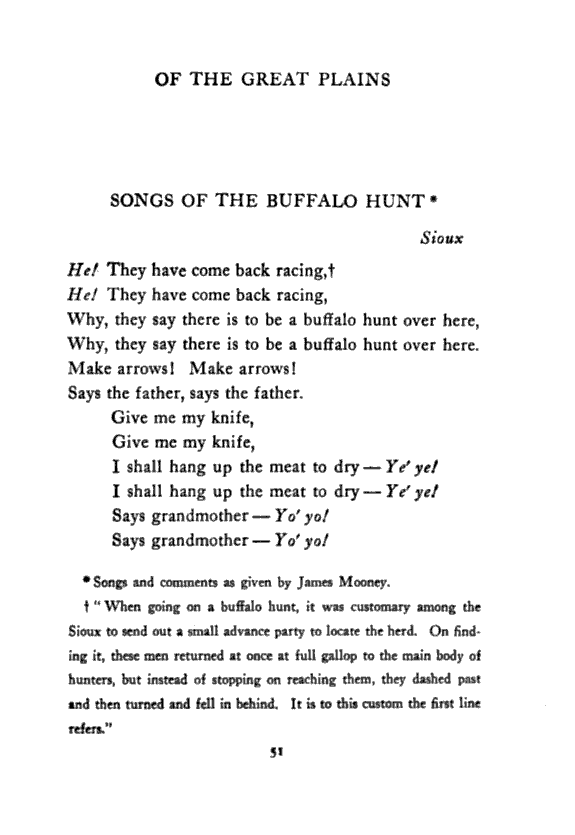 OF THE GREAT PLAINS
SONGS OF THE BUFFALO HUNT *
Sioux
He! They have come back racing,†
He! They have come back racing,
Why, they say there is to be a buffalo hunt over here,
Why, they say there is to be a buffalo hunt over here.
Make arrows! Make arrows!
Says the father, says the father.
Give me my knife,
Give me my knife,
I shall hang up the meat to dry — Ye' ye!
I shall hang up the meat to dry — Ye' ye!
Says grandmother — Yo' yo!
Says grandmother — Yo' yo!
* Songs and comments as given by James Mooney.
† "When going on a buffalo hunt, it was customary among the
Sioux to send out a small advance party to locate the herd. On find-
ing it, these men returned at once at full gallop to the main body of
hunters, but instead of stopping on reaching them, they dashed past
and then turned and fell in behind. It is to this custom the first line
refers."
51